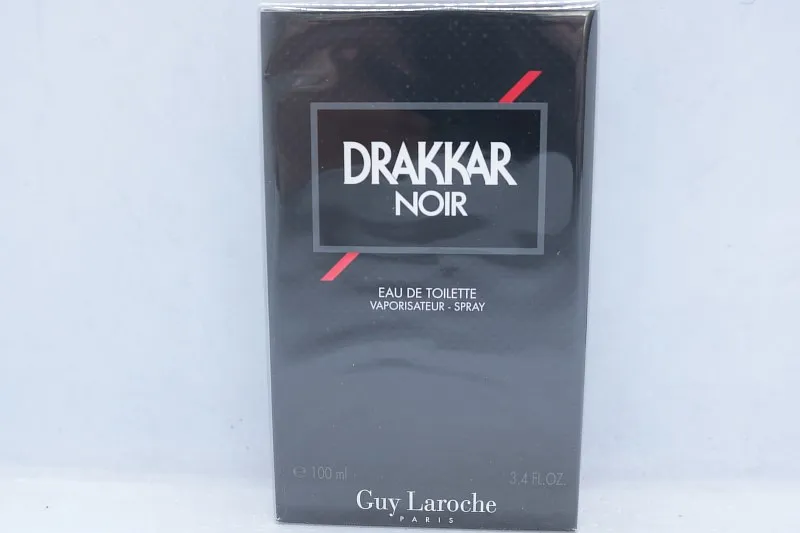 DRAKKAR
NOIR
EAU DE TOILETTE
VAPORISATEUR - SPRAY
℮ 100 ml
3.4 FL.OZ.
Guy Laroche
PARIS